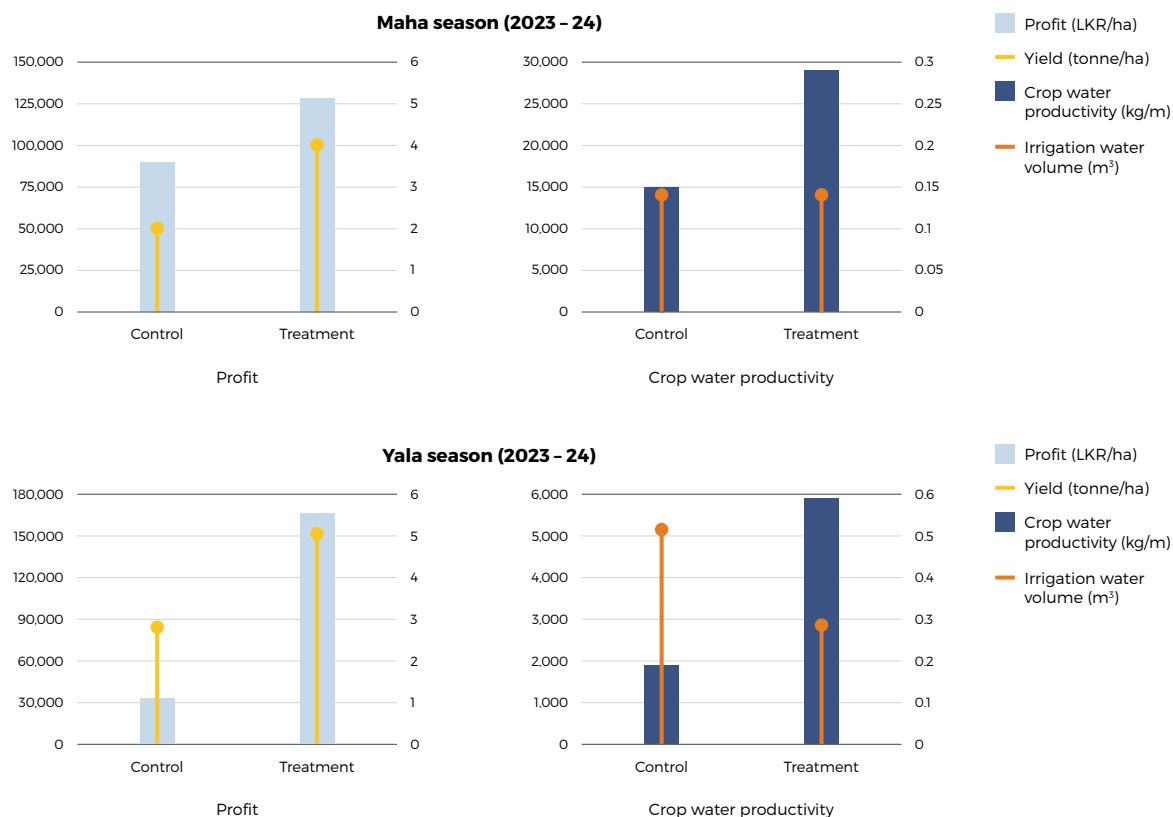 Maha season (2023 – 24)
150,000
125,000
100,000
75,000
50,000
25,000
0
6
5
4
3
2
1
0
Control
Treatment
Profit
30,000
25,000
20,000
15,000
10,000
5,000
0
0.3
0.25
0.2
0.15
0.1
0.05
0
Control
Treatment
Crop water productivity
Profit (LKR/ha)
Yield (tonne/ha)
Crop water
productivity (kg/m)
Irrigation water
volume (m³)
Yala season (2023 – 24)
180,000
150,000
120,000
90,000
60,000
30,000
0
6
5
4
3
2
1
0
Control
Treatment
Profit
6,000
5,000
4,000
3,000
2,000
1,000
0
0.6
0.5
0.4
0.3
0.2
0.1
0
Control
Treatment
Crop water productivity
Profit (LKR/ha)
Yield (tonne/ha)
Crop water
productivity (kg/m)
Irrigation water
volume (m³)